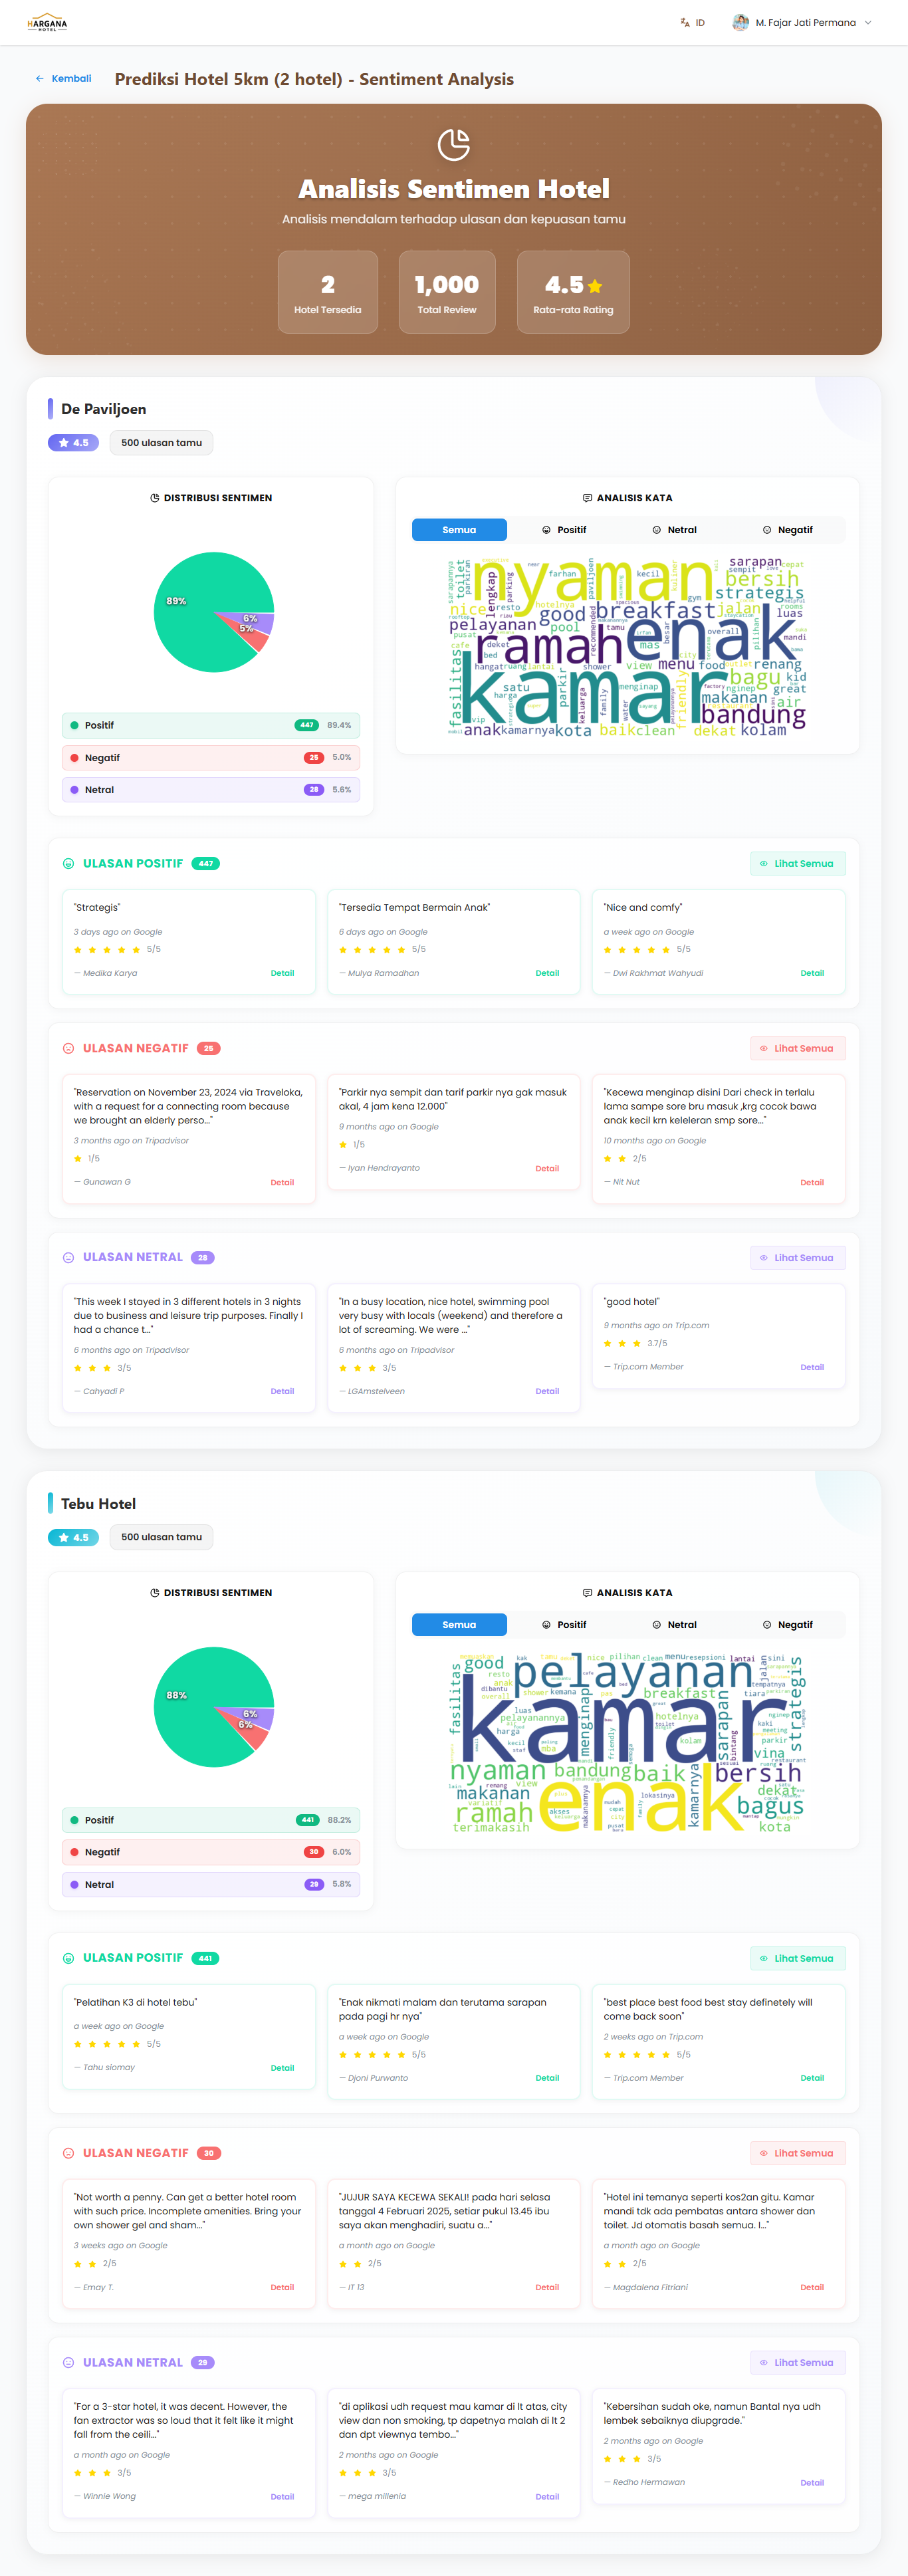 HARGANA
HOTEL
ID
M. Fajar Jati Permana
Kembali
Prediksi Hotel 5km (2 hotel) - Sentiment Analysis
Analisis Sentimen Hotel
Analisis mendalam terhadap ulasan dan kepuasan tamu
2
Hotel Tersedia
1,000
Total Review
4.5
Rata-rata Rating
De Paviljoen
4.5
500 ulasan tamu
DISTRIBUSI SENTIMEN
89%
6%
5%
Positif 447 89.4%
Negatif 25 5.0%
Netral 28 5.6%
ANALISIS KATA
Semua Positif Netral Negatif
nyaman
enak
kamar
ramah
bandung
breakfast
good
bersih
strategis
sarapan
jalan
nice
pelayanan
pool
menu
food
renang
bagu
kid
makanan
great
air
fasilitas
toilet
lengkap
parking
resto
farhan
kecil
gym
luas
mandi
view
mas
tamu
satu
harga
menginap
friendly
nginep
anak
kamarnya
kota
baik
clean
dekat
kolam
ULASAN POSITIF 447
Lihat Semua
"Strategis"
3 days ago on Google
5/5
— Medika Karya
Detail
"Tersedia Tempat Bermain Anak"
6 days ago on Google
5/5
— Mulya Ramadhan
Detail
"Nice and comfy"
a week ago on Google
5/5
— Dwi Rakhmat Wahyudi
Detail
ULASAN NEGATIF 25
Lihat Semua
"Reservation on November 23, 2024 via Traveloka,
with a request for a connecting room because
we brought an elderly perso..."
3 months ago on Tripadvisor
1/5
— Gunawan G
Detail
"Parkir nya sempit dan tarif parkir nya gak masuk
akal, 4 jam kena 12.000"
9 months ago on Google
1/5
— Iyan Hendrayanto
Detail
"Kecewa menginap disini Dari check in terlalu
lama sampe sore bru masuk ,krg cocok bawa
anak kecil krn keleleran smp sore..."
10 months ago on Google
2/5
— Nit Nut
Detail
ULASAN NETRAL 28
Lihat Semua
"This week I stayed in 3 different hotels in 3 nights
due to business and leisure trip purposes. Finally I
had a chance t..."
6 months ago on Tripadvisor
3/5
— Cahyadi P
Detail
"In a busy location, nice hotel, swimming pool
very busy with locals (weekend) and therefore a
lot of screaming. We were ..."
6 months ago on Tripadvisor
3/5
— LGAmstelveen
Detail
"good hotel"
9 months ago on Trip.com
3.7/5
— Trip.com Member
Detail
Tebu Hotel
4.5
500 ulasan tamu
DISTRIBUSI SENTIMEN
88%
6%
6%
Positif 441 88.2%
Negatif 30 6.0%
Netral 29 5.8%
ANALISIS KATA
Semua Positif Netral Negatif
kamar
enak
pelayanan
good
fasilitas
strategis
nyaman
bandung
baik
bersih
makanan
ramah
bagus
dekat
vina
sarapan
breakfast
menginap
kamarnya
terimakasih
kota
menu
resepsioni
lantai
sini
jalan
hotelnya
pelayanannya
luas
harga
view
akses
lokasinya
bintang
parkir
tiara
ULASAN POSITIF 441
Lihat Semua
"Pelatihan K3 di hotel tebu"
a week ago on Google
5/5
— Tahu siomay
Detail
"Enak nikmati malam dan terutama sarapan
pada pagi hr nya"
a week ago on Google
5/5
— Djoni Purwanto
Detail
"best place best food best stay definetely will
come back soon"
2 weeks ago on Trip.com
5/5
— Trip.com Member
Detail
ULASAN NEGATIF 30
Lihat Semua
"Not worth a penny. Can get a better hotel room
with such price. Incomplete amenities. Bring your
own shower gel and sham..."
3 weeks ago on Google
2/5
— Emay T.
Detail
"JUJUR SAYA KECEWA SEKALI! pada hari selasa
tanggal 4 Februari 2025, setiar pukul 13.45 ibu
saya akan menghadiri, suatu a..."
a month ago on Google
2/5
— IT 13
Detail
"Hotel ini temanya seperti kos2an gitu. Kamar
mandi tdk ada pembatas antara shower dan
toilet. Jd otomatis basah semua. I..."
a month ago on Google
2/5
— Magdalena Fitriani
Detail
ULASAN NETRAL 29
Lihat Semua
"For a 3-star hotel, it was decent. However, the
fan extractor was so loud that it felt like it might
fall from the ceili..."
a month ago on Google
3/5
— Winnie Wong
Detail
"di aplikasi udh request mau kamar di lt atas, city
view dan non smoking, tp dapetnya malah di lt 2
dan dpt viewnya tembo..."
2 months ago on Google
3/5
— mega millenia
Detail
"Kebersihan sudah oke, namun Bantal nya udh
lembek sebaiknya diupgrade."
2 months ago on Google
3/5
— Redho Hermawan
Detail